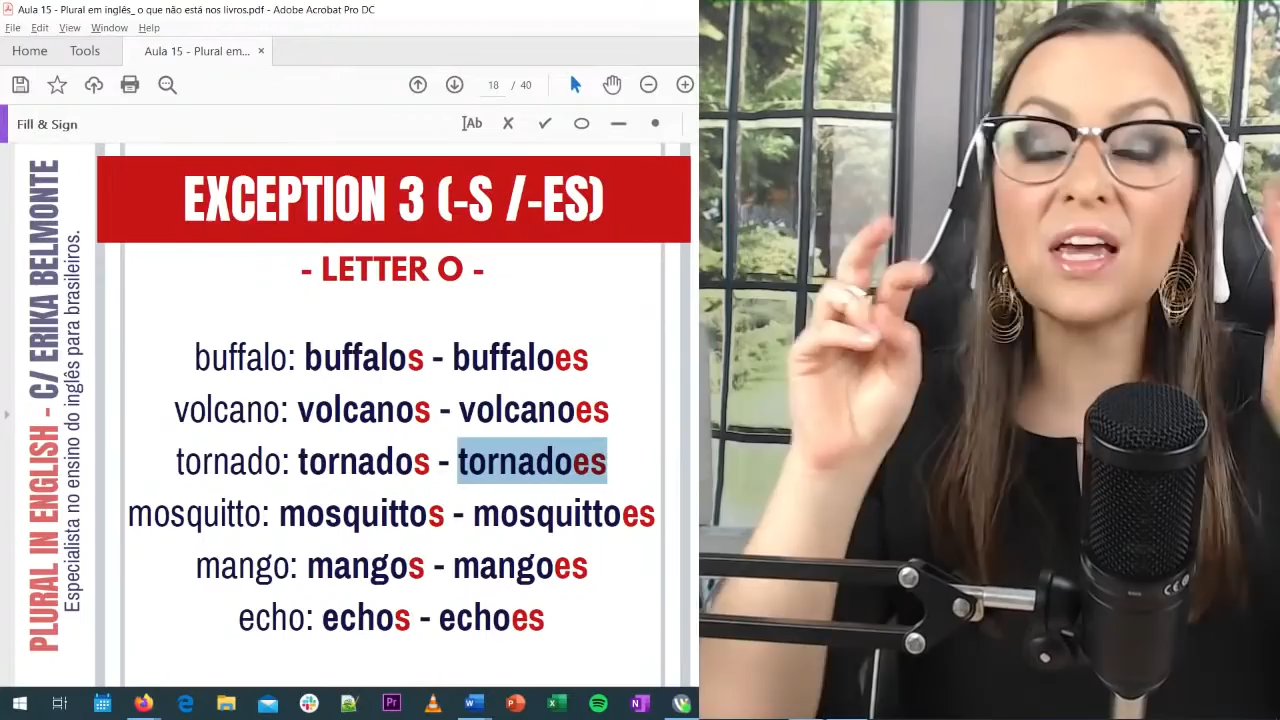 Aula 15 - Plural em inglês_ o que não está nos livros.pdf - Adobe Acrobat Pro DC
File Edit View Window Help
Home Tools Aula 15 - Plural em... ×
18 / 40
Fill & Sign
IAb
PLURAL IN ENGLISH - C/ ERIKA BELMONTE
Especialista no ensino do inglês para brasileiros.
EXCEPTION 3 (-S /-ES)
- LETTER O -
buffalo: buffalos - buffaloes
volcano: volcanos - volcanoes
tornado: tornados - tornadoes
mosquitto: mosquittos - mosquittoes
mango: mangos - mangoes
echo: echos - echoes